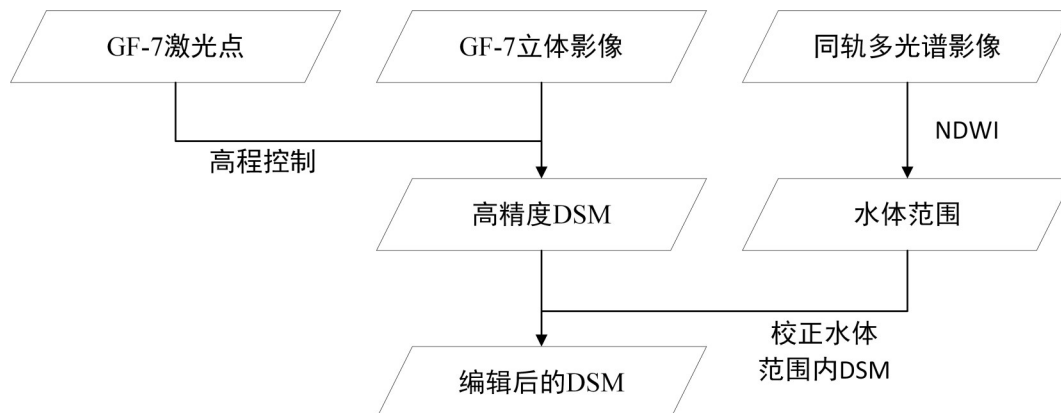 GF-7激光点
GF-7立体影像
同轨多光谱影像
NDWI
高程控制
高精度DSM
水体范围
校正水体
范围内DSM
编辑后的DSM